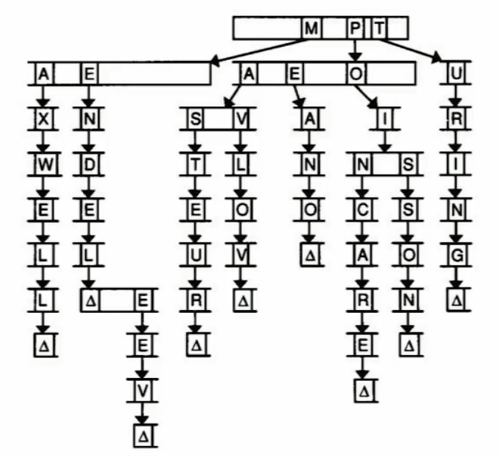 M P T
A E A E O U
X N S V A I R
W D T L N N S I
E E E O O C S N
L L U V Δ A O G
L Δ E R Δ R N Δ
Δ E Δ E Δ
V Δ
Δ